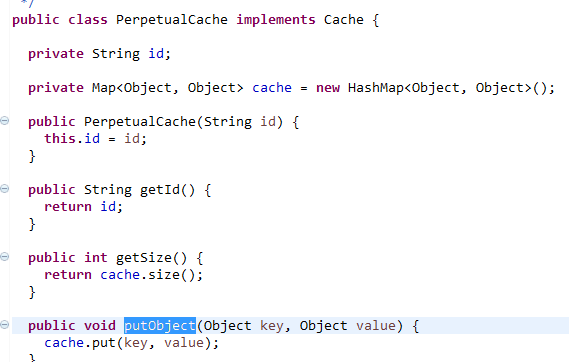 */
public class PerpetualCache implements Cache {
private String id;
private Map<Object, Object> cache = new HashMap<Object, Object>();
public PerpetualCache(String id) {
this.id = id;
}
public String getId() {
return id;
}
public int getSize() {
return cache.size();
}
public void putObject(Object key, Object value) {
cache.put(key, value);
}